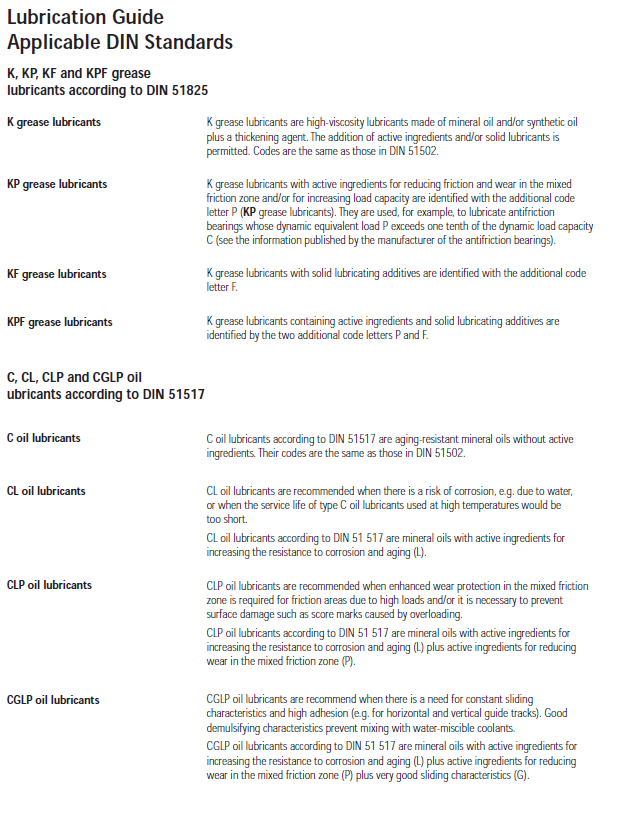 Lubrication Guide
Applicable DIN Standards
K, KP, KF and KPF grease
lubricants according to DIN 51825
K grease lubricants
K grease lubricants are high-viscosity lubricants made of mineral oil and/or synthetic oil
plus a thickening agent. The addition of active ingredients and/or solid lubricants is
permitted. Codes are the same as those in DIN 51502.
KP grease lubricants
K grease lubricants with active ingredients for reducing friction and wear in the mixed
friction zone and/or for increasing load capacity are identified with the additional code
letter P (KP grease lubricants). They are used, for example, to lubricate antifriction
bearings whose dynamic equivalent load P exceeds one tenth of the dynamic load capacity
C (see the information published by the manufacturer of the antifriction bearings).
KF grease lubricants
K grease lubricants with solid lubricating additives are identified with the additional code
letter F.
KPF grease lubricants
K grease lubricants containing active ingredients and solid lubricating additives are
identified by the two additional code letters P and F.
C, CL, CLP and CGLP oil
ubricants according to DIN 51517
C oil lubricants
C oil lubricants according to DIN 51517 are aging-resistant mineral oils without active
ingredients. Their codes are the same as those in DIN 51502.
CL oil lubricants
CL oil lubricants are recommended when there is a risk of corrosion, e.g. due to water,
or when the service life of type C oil lubricants used at high temperatures would be
too short.
CL oil lubricants according to DIN 51 517 are mineral oils with active ingredients for
increasing the resistance to corrosion and aging (L).
CLP oil lubricants
CLP oil lubricants are recommended when enhanced wear protection in the mixed friction
zone is required for friction areas due to high loads and/or it is necessary to prevent
surface damage such as score marks caused by overloading.
CLP oil lubricants according to DIN 51 517 are mineral oils with active ingredients for
increasing the resistance to corrosion and aging (L) plus active ingredients for reducing
wear in the mixed friction zone (P).
CGLP oil lubricants
CGLP oil lubricants are recommend when there is a need for constant sliding
characteristics and high adhesion (e.g. for horizontal and vertical guide tracks). Good
demulsifying characteristics prevent mixing with water-miscible coolants.
CGLP oil lubricants according to DIN 51 517 are mineral oils with active ingredients for
increasing the resistance to corrosion and aging (L) plus active ingredients for reducing
wear in the mixed friction zone (P) plus very good sliding characteristics (G).